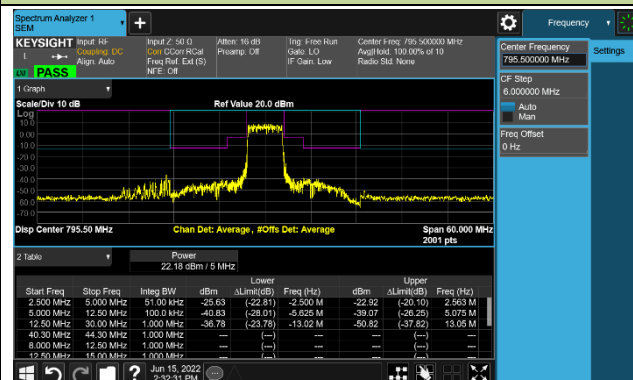 Spectrum Analyzer 1
SEM
+
Frequency
KEYSIGHT
L
PASS
Input: RF
Coupling: DC
Align: Auto
Input Z: 50 Ω
Corr CCorr RCal
Freq Ref: Ext (S)
NFE: Off
Atten: 16 dB
Preamp: Off
Trig: Free Run
Gate: LO
IF Gain: Low
Center Freq: 795.500000 MHz
Avg|Hold: 100.00% of 10
Radio Std: None
Center Frequency
795.500000 MHz
Settings
CF Step
6.000000 MHz
Auto
Man
Freq Offset
0 Hz
1 Graph
Scale/Div 10 dB
Ref Value 20.0 dBm
Log
10.0
0.00
-10.0
-20.0
-30.0
-40.0
-50.0
-60.0
-70.0
Disp Center 795.50 MHz
Chan Det: Average, #Offs Det: Average
Span 60.000 MHz
2001 pts
2 Table
Power
22.18 dBm / 5 MHz
Lower Upper
Start Freq Stop Freq Integ BW dBm ΔLimit(dB) Freq (Hz) dBm ΔLimit(dB) Freq (Hz)
2.500 MHz 5.000 MHz 51.00 kHz -25.63 (-22.81) -2.500 M -22.92 (-20.10) 2.563 M
5.000 MHz 12.50 MHz 100.0 kHz -40.83 (-28.01) -5.625 M -39.07 (-26.25) 5.075 M
12.50 MHz 30.00 MHz 1.000 MHz -36.78 (-23.78) -13.02 M -50.82 (-37.82) 13.05 M
40.30 MHz 44.30 MHz 1.000 MHz --- (---) --- --- (---) ---
8.000 MHz 12.50 MHz 1.000 MHz --- (---) --- --- (---) ---
12.50 MHz 15.00 MHz 1.000 MHz --- (---) --- --- (---) ---
?
Jun 15, 2022
2:32:31 PM